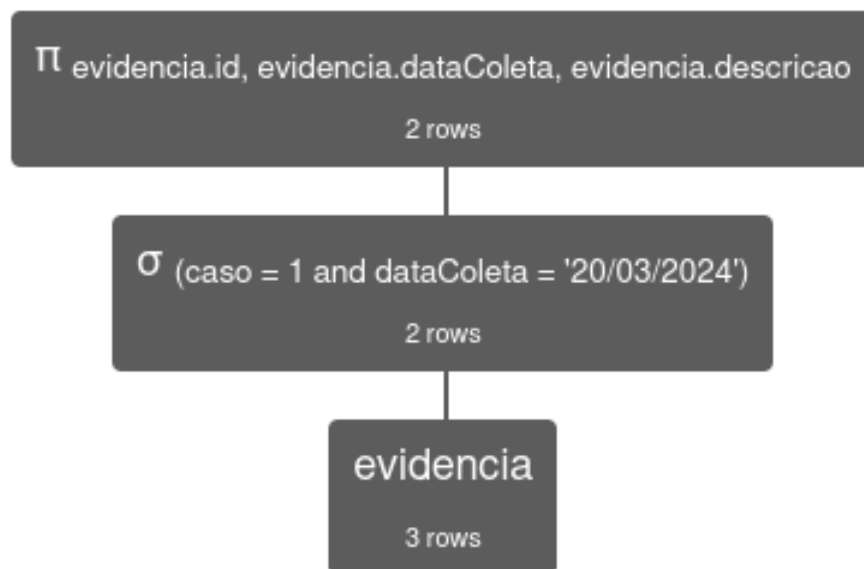 π evidencia.id, evidencia.dataColeta, evidencia.descricao
2 rows
σ (caso = 1 and dataColeta = '20/03/2024')
2 rows
evidencia
3 rows